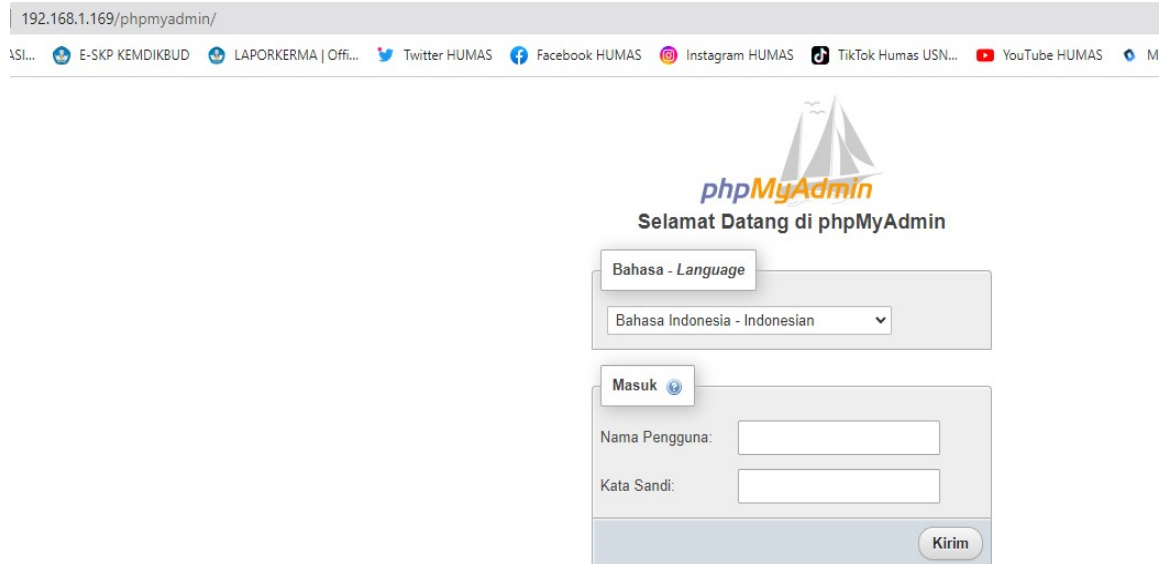 192.168.1.169/phpmyadmin/
ASI... E-SKP KEMDIKBUD LAPORKERMA | Offi... Twitter HUMAS Facebook HUMAS Instagram HUMAS TikTok Humas USN... YouTube HUMAS M
phpMyAdmin
Selamat Datang di phpMyAdmin
Bahasa - Language
Bahasa Indonesia - Indonesian
Masuk
Nama Pengguna:
Kata Sandi:
Kirim